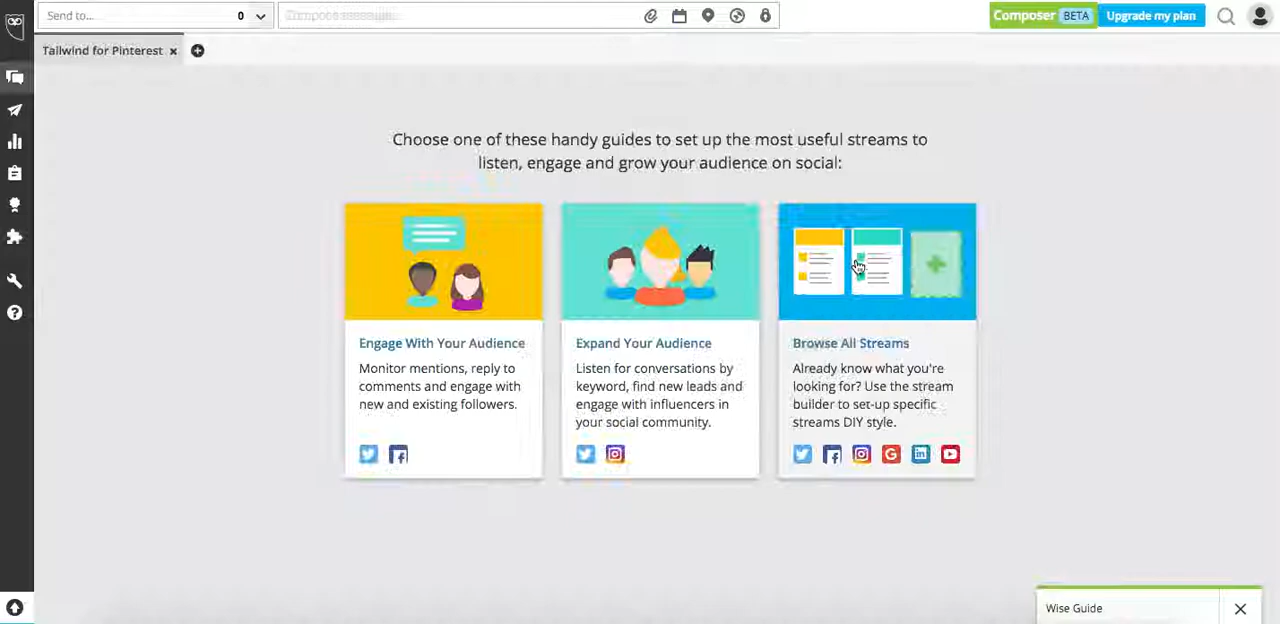 Send to... 0
Compose message...
Composer BETA
Upgrade my plan
Tailwind for Pinterest
Choose one of these handy guides to set up the most useful streams to
listen, engage and grow your audience on social:
Engage With Your Audience
Monitor mentions, reply to
comments and engage with
new and existing followers.
Expand Your Audience
Listen for conversations by
keyword, find new leads and
engage with influencers in
your social community.
Browse All Streams
Already know what you're
looking for? Use the stream
builder to set-up specific
streams DIY style.
Wise Guide